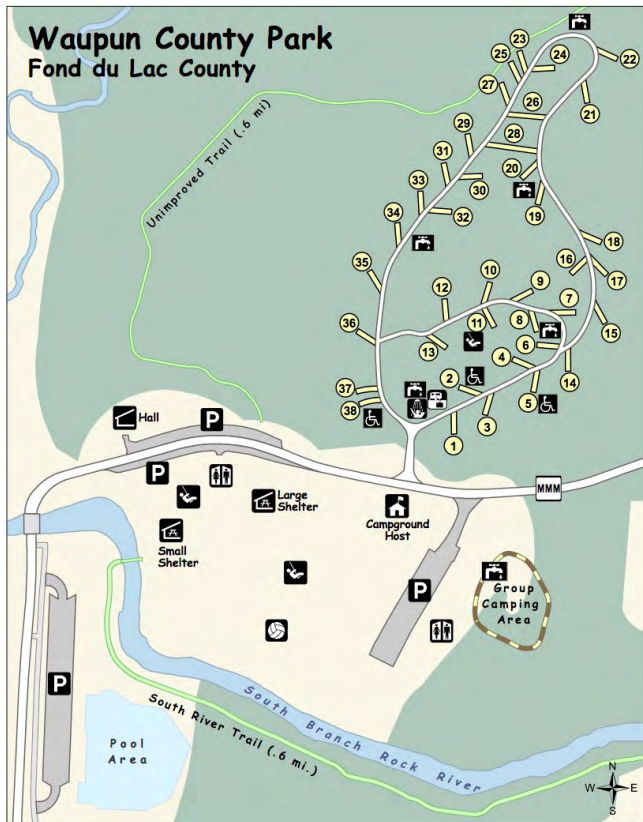 Waupun County Park
Fond du Lac County
23
24
25
22
27
26
21
29
28
31
20
33
30
19
34
32
18
16
17
35
10
9
12
7
15
11
8
36
13
4
6
2
37
14
38
5
3
1
Unimproved Trail (.6 mi)
Hall
P
P
Large
Shelter
Campground
Host
MMM
Small
Shelter
P
Group
Camping
Area
P
Pool
Area
South River Trail (.6 mi.)
South Branch Rock River
N
W E
S